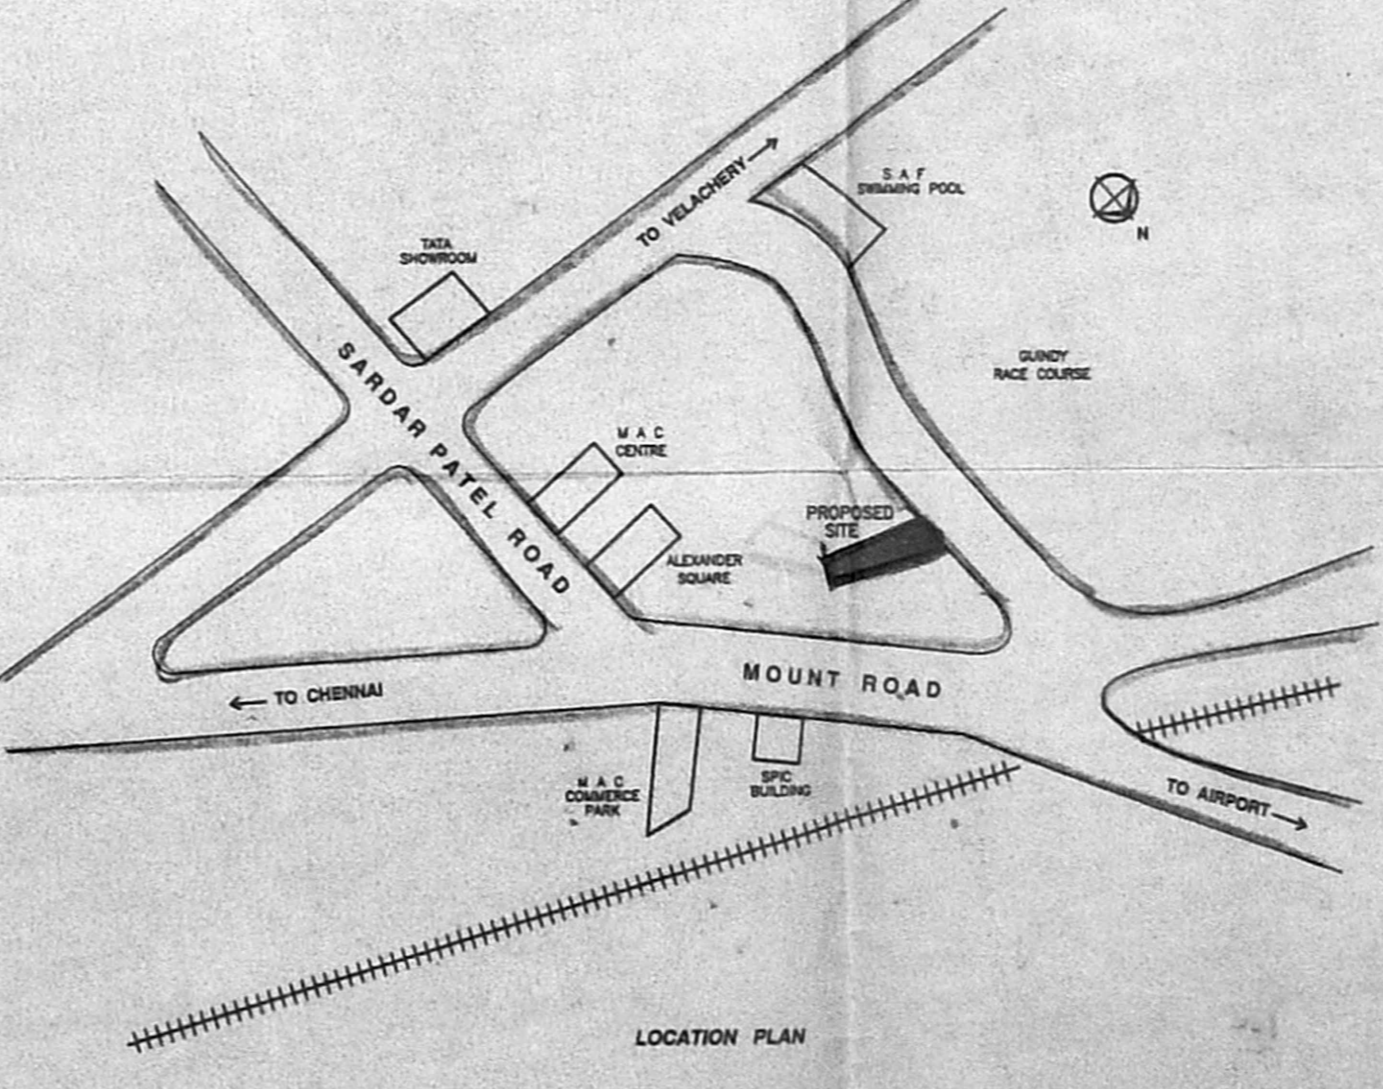 TO VELACHERY
S A F
SWIMMING POOL
N
TATA
SHOWROOM
SARDAR PATEL ROAD
GUINDY
RACE COURSE
M A C
CENTRE
PROPOSED
SITE
ALEXANDER
SQUARE
MOUNT ROAD
TO CHENNAI
M A C
COMMERCE
PARK
SPIC
BUILDING
TO AIRPORT
LOCATION PLAN